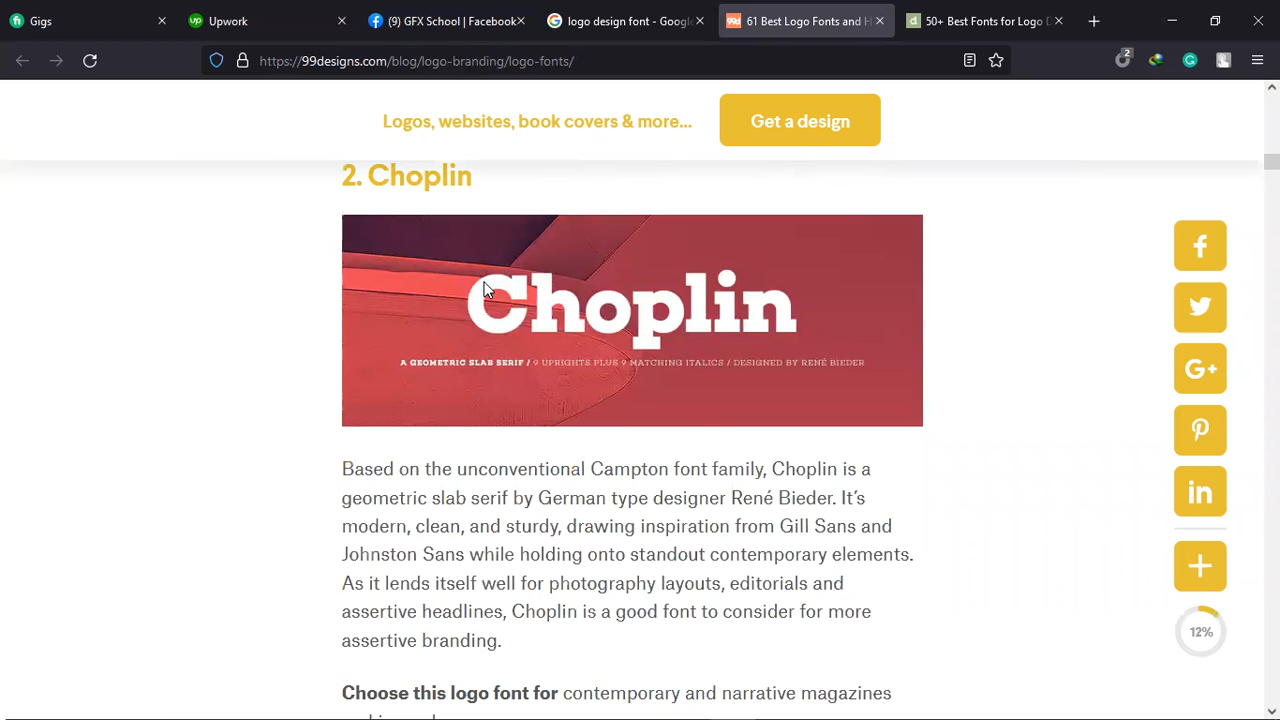 Gigs
Upwork
(9) GFX School | Facebook
logo design font - Google
61 Best Logo Fonts and H
50+ Best Fonts for Logo D
https://99designs.com/blog/logo-branding/logo-fonts/
2
Logos, websites, book covers & more...
Get a design
2. Choplin
Choplin
A GEOMETRIC SLAB SERIF / 9 UPRIGHTS PLUS 9 MATCHING ITALICS / DESIGNED BY RENÉ BIEDER
Based on the unconventional Campton font family, Choplin is a
geometric slab serif by German type designer René Bieder. It's
modern, clean, and sturdy, drawing inspiration from Gill Sans and
Johnston Sans while holding onto standout contemporary elements.
As it lends itself well for photography layouts, editorials and
assertive headlines, Choplin is a good font to consider for more
assertive branding.
Choose this logo font for contemporary and narrative magazines
12%